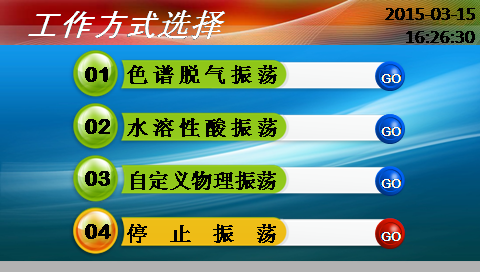 工作方式选择
2015-03-15
16:26:30
01 色谱脱气振荡 GO
02 水溶性酸振荡 GO
03 自定义物理振荡 GO
04 停止振荡 GO